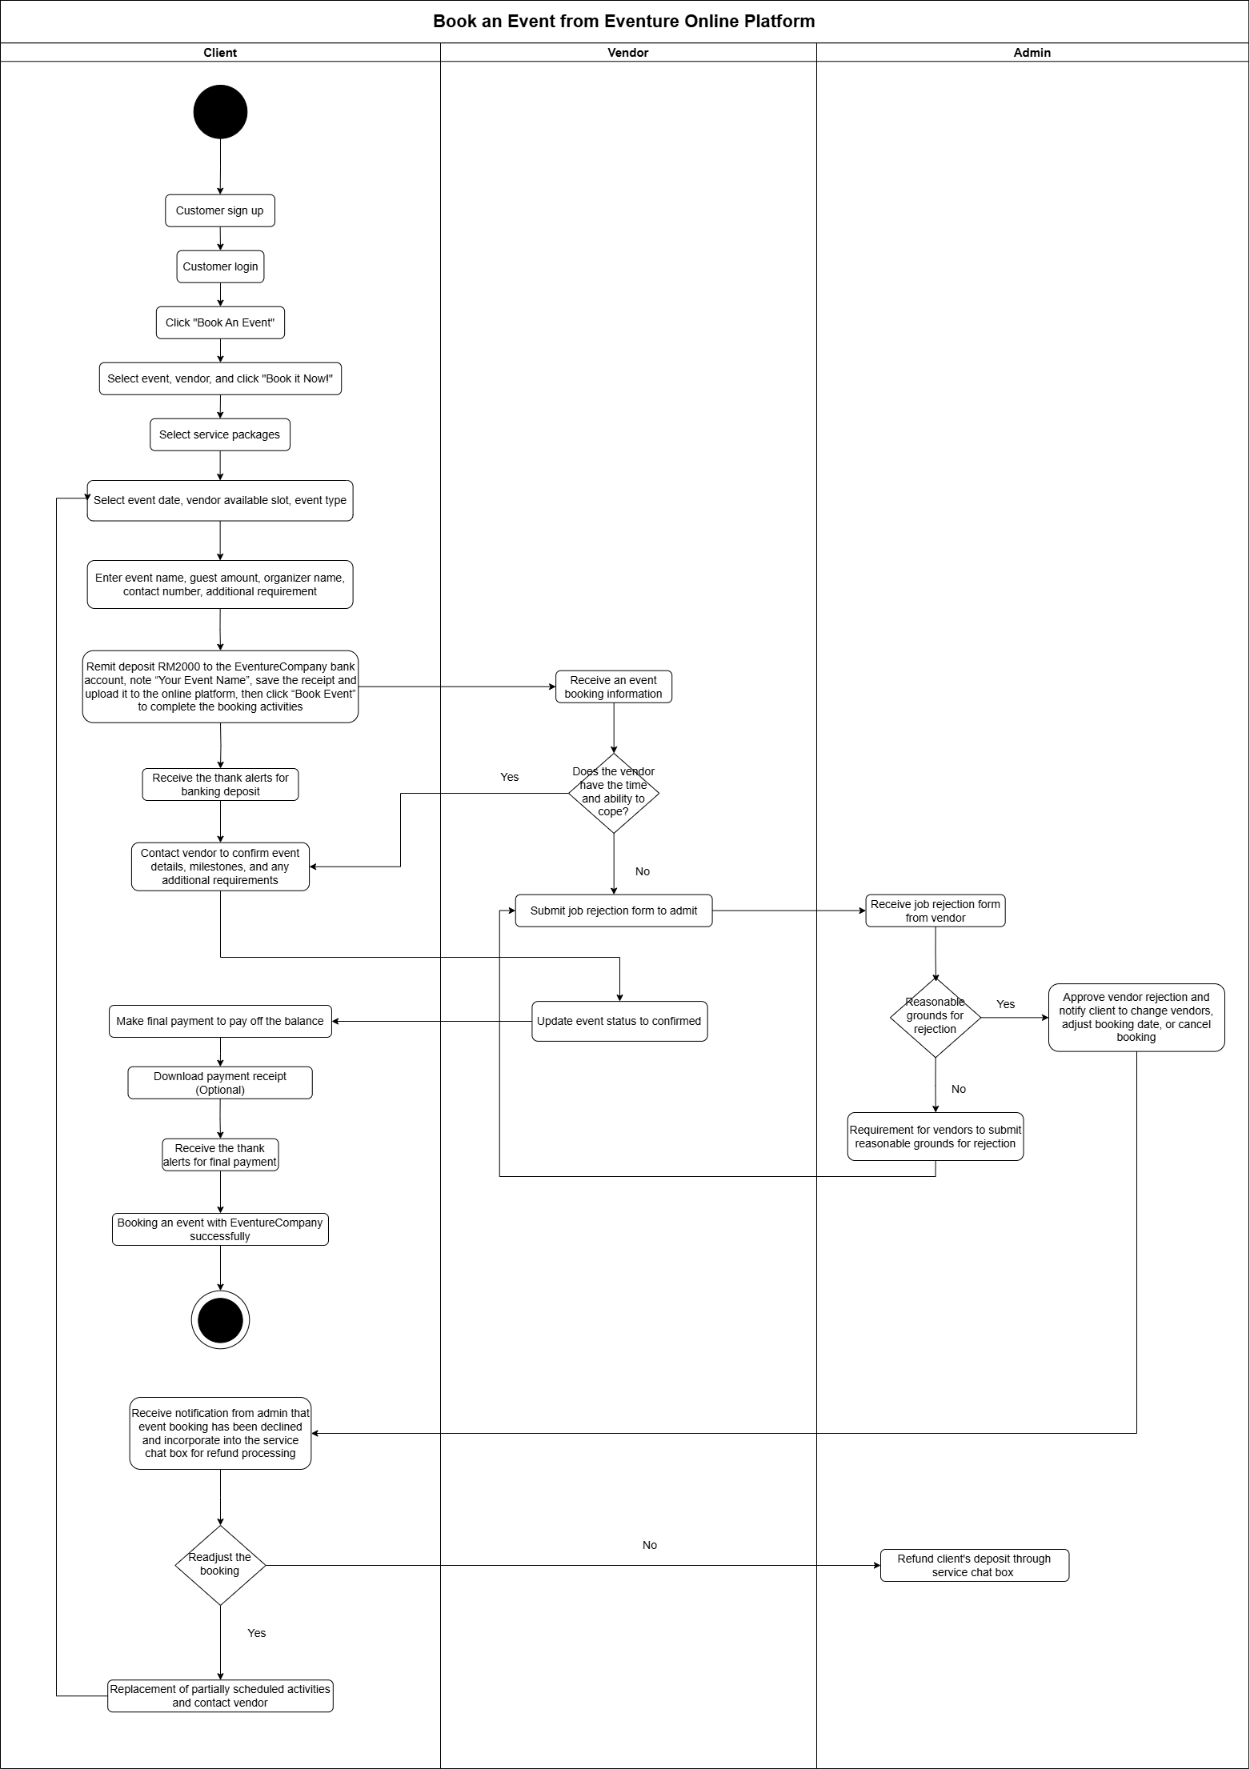 Book an Event from Eventure Online Platform
Client
Vendor
Admin
Customer sign up
Customer login
Click "Book An Event"
Select event, vendor, and click "Book it Now!"
Select service packages
Select event date, vendor available slot, event type
Enter event name, guest amount, organizer name,
contact number, additional requirement
Remit deposit RM2000 to the EventureCompany bank
account, note “Your Event Name”, save the receipt and
upload it to the online platform, then click “Book Event”
to complete the booking activities
Receive an event
booking information
Receive the thank alerts for
banking deposit
Yes
Does the vendor
have the time
and ability to
cope?
Contact vendor to confirm event
details, milestones, and any
additional requirements
No
Submit job rejection form to admit
Receive job rejection form
from vendor
Reasonable
grounds for
rejection
Yes
Approve vendor rejection and
notify client to change vendors,
adjust booking date, or cancel
booking
Make final payment to pay off the balance
Update event status to confirmed
Download payment receipt
(Optional)
No
Requirement for vendors to submit
reasonable grounds for rejection
Receive the thank
alerts for final payment
Booking an event with EventureCompany
successfully
Receive notification from admin that
event booking has been declined
and incorporate into the service
chat box for refund processing
Readjust the
booking
No
Refund client's deposit through
service chat box
Yes
Replacement of partially scheduled activities
and contact vendor